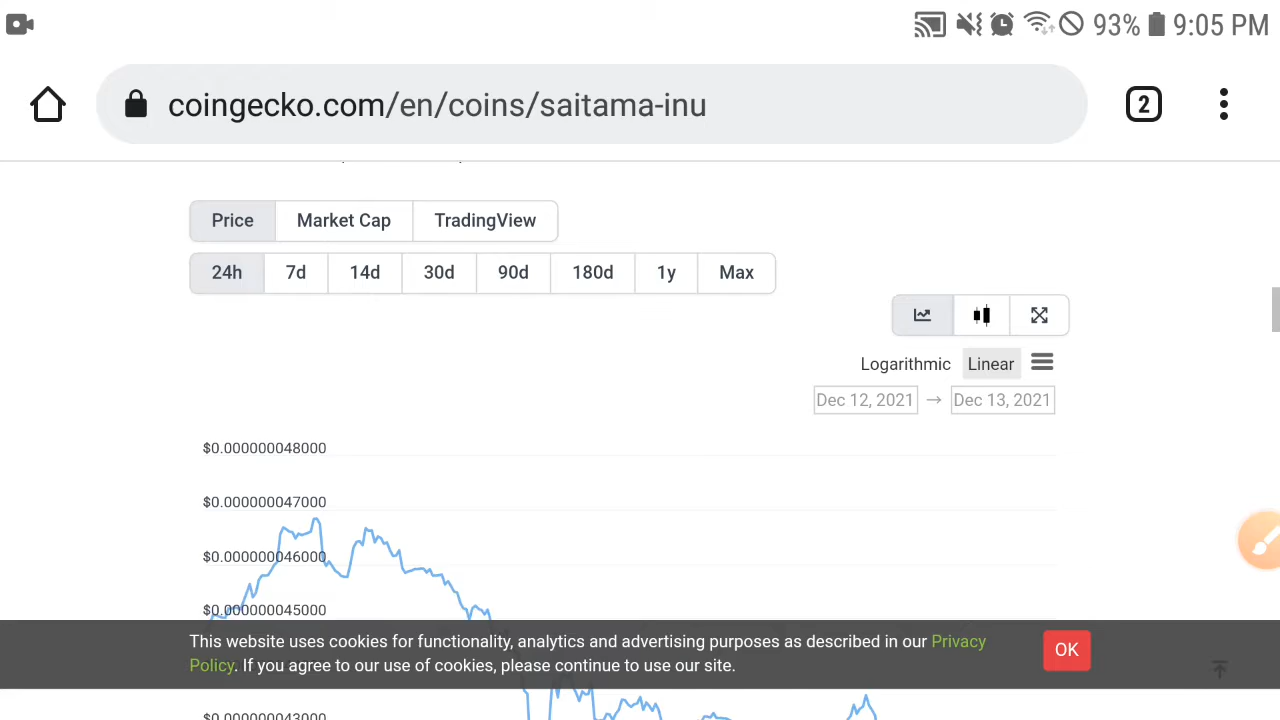 93% 9:05 PM
coingecko.com/en/coins/saitama-inu
2
Price Market Cap TradingView
24h 7d 14d 30d 90d 180d 1y Max
Logarithmic Linear
Dec 12, 2021 → Dec 13, 2021
$0.000000048000
$0.000000047000
$0.000000046000
$0.000000045000
This website uses cookies for functionality, analytics and advertising purposes as described in our Privacy
Policy. If you agree to our use of cookies, please continue to use our site.
OK
$0.000000043000